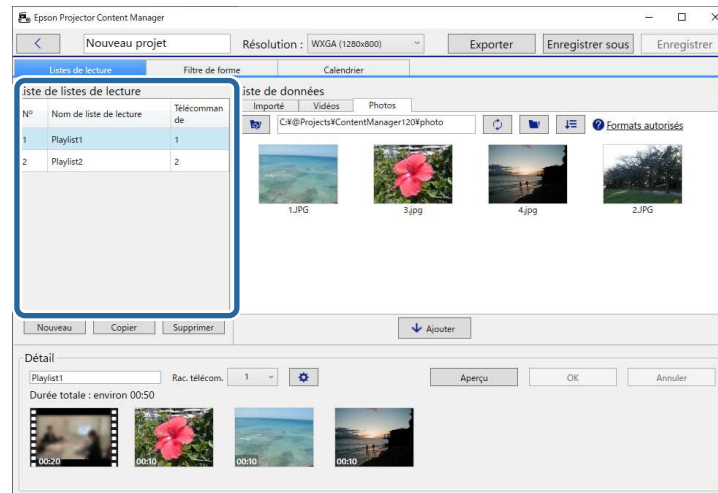 Epson Projector Content Manager
Nouveau projet Résolution : WXGA (1280x800) Exporter Enregistrer sous Enregistrer
Listes de lecture Filtre de forme Calendrier
Liste de listes de lecture Liste de données
Importé Vidéos Photos
Nº Nom de liste de lecture Télécomman
de
C:¥@Projects¥ContentManager120¥photo Formats autorisés
1 Playlist1 1
2 Playlist2 2
1.JPG 3.jpg 4.jpg 2.JPG
Nouveau Copier Supprimer Ajouter
Détail
Playlist1 Rac. télécom. 1 Aperçu OK Annuler
Durée totale : environ 00:50
00:20 00:10 00:10 00:10